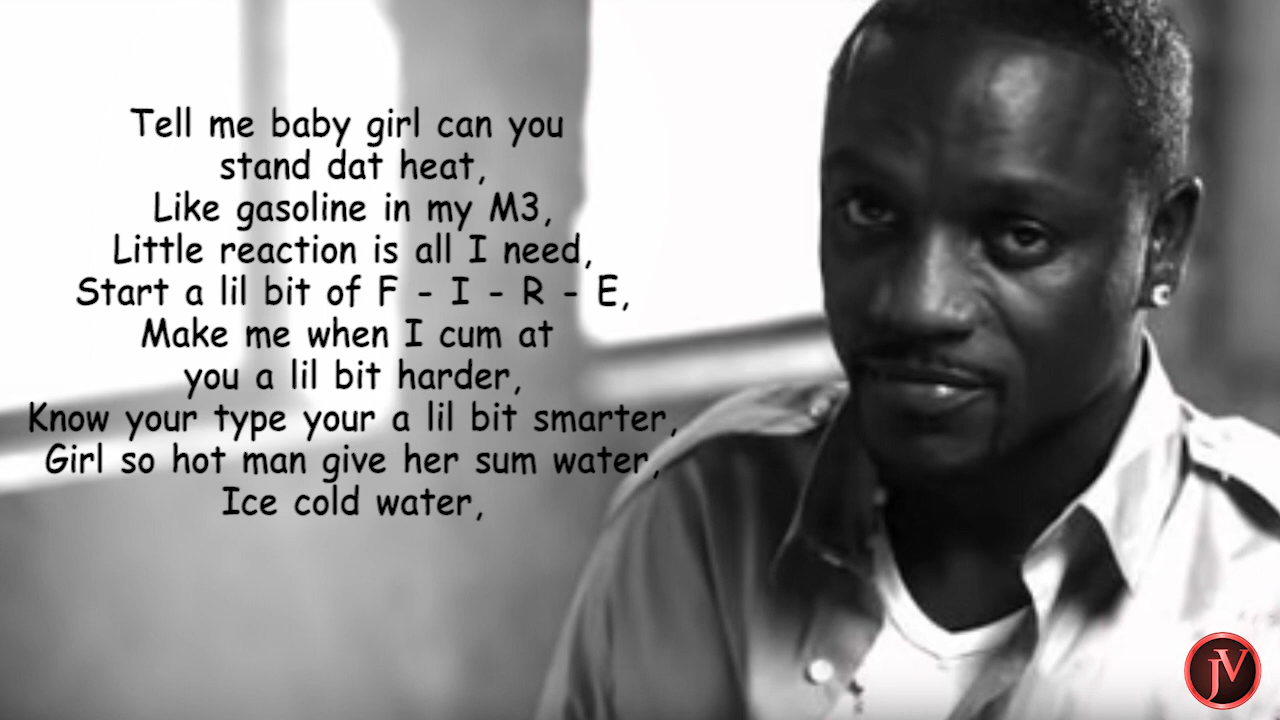 Tell me baby girl can you
stand dat heat,
Like gasoline in my M3,
Little reaction is all I need,
Start a lil bit of F - I - R - E,
Make me when I cum at
you a lil bit harder,
Know your type your a lil bit smarter,
Girl so hot man give her sum water,
Ice cold water,
JV